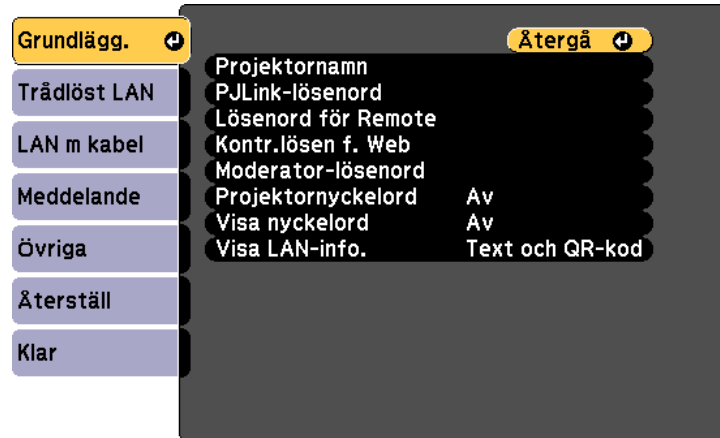 Grundlägg.
Trådlöst LAN
LAN m kabel
Meddelande
Övriga
Återställ
Klar
Återgå
Projektornamn
PJLink-lösenord
Lösenord för Remote
Kontr.lösen f. Web
Moderator-lösenord
Projektornyckelord Av
Visa nyckelord Av
Visa LAN-info. Text och QR-kod